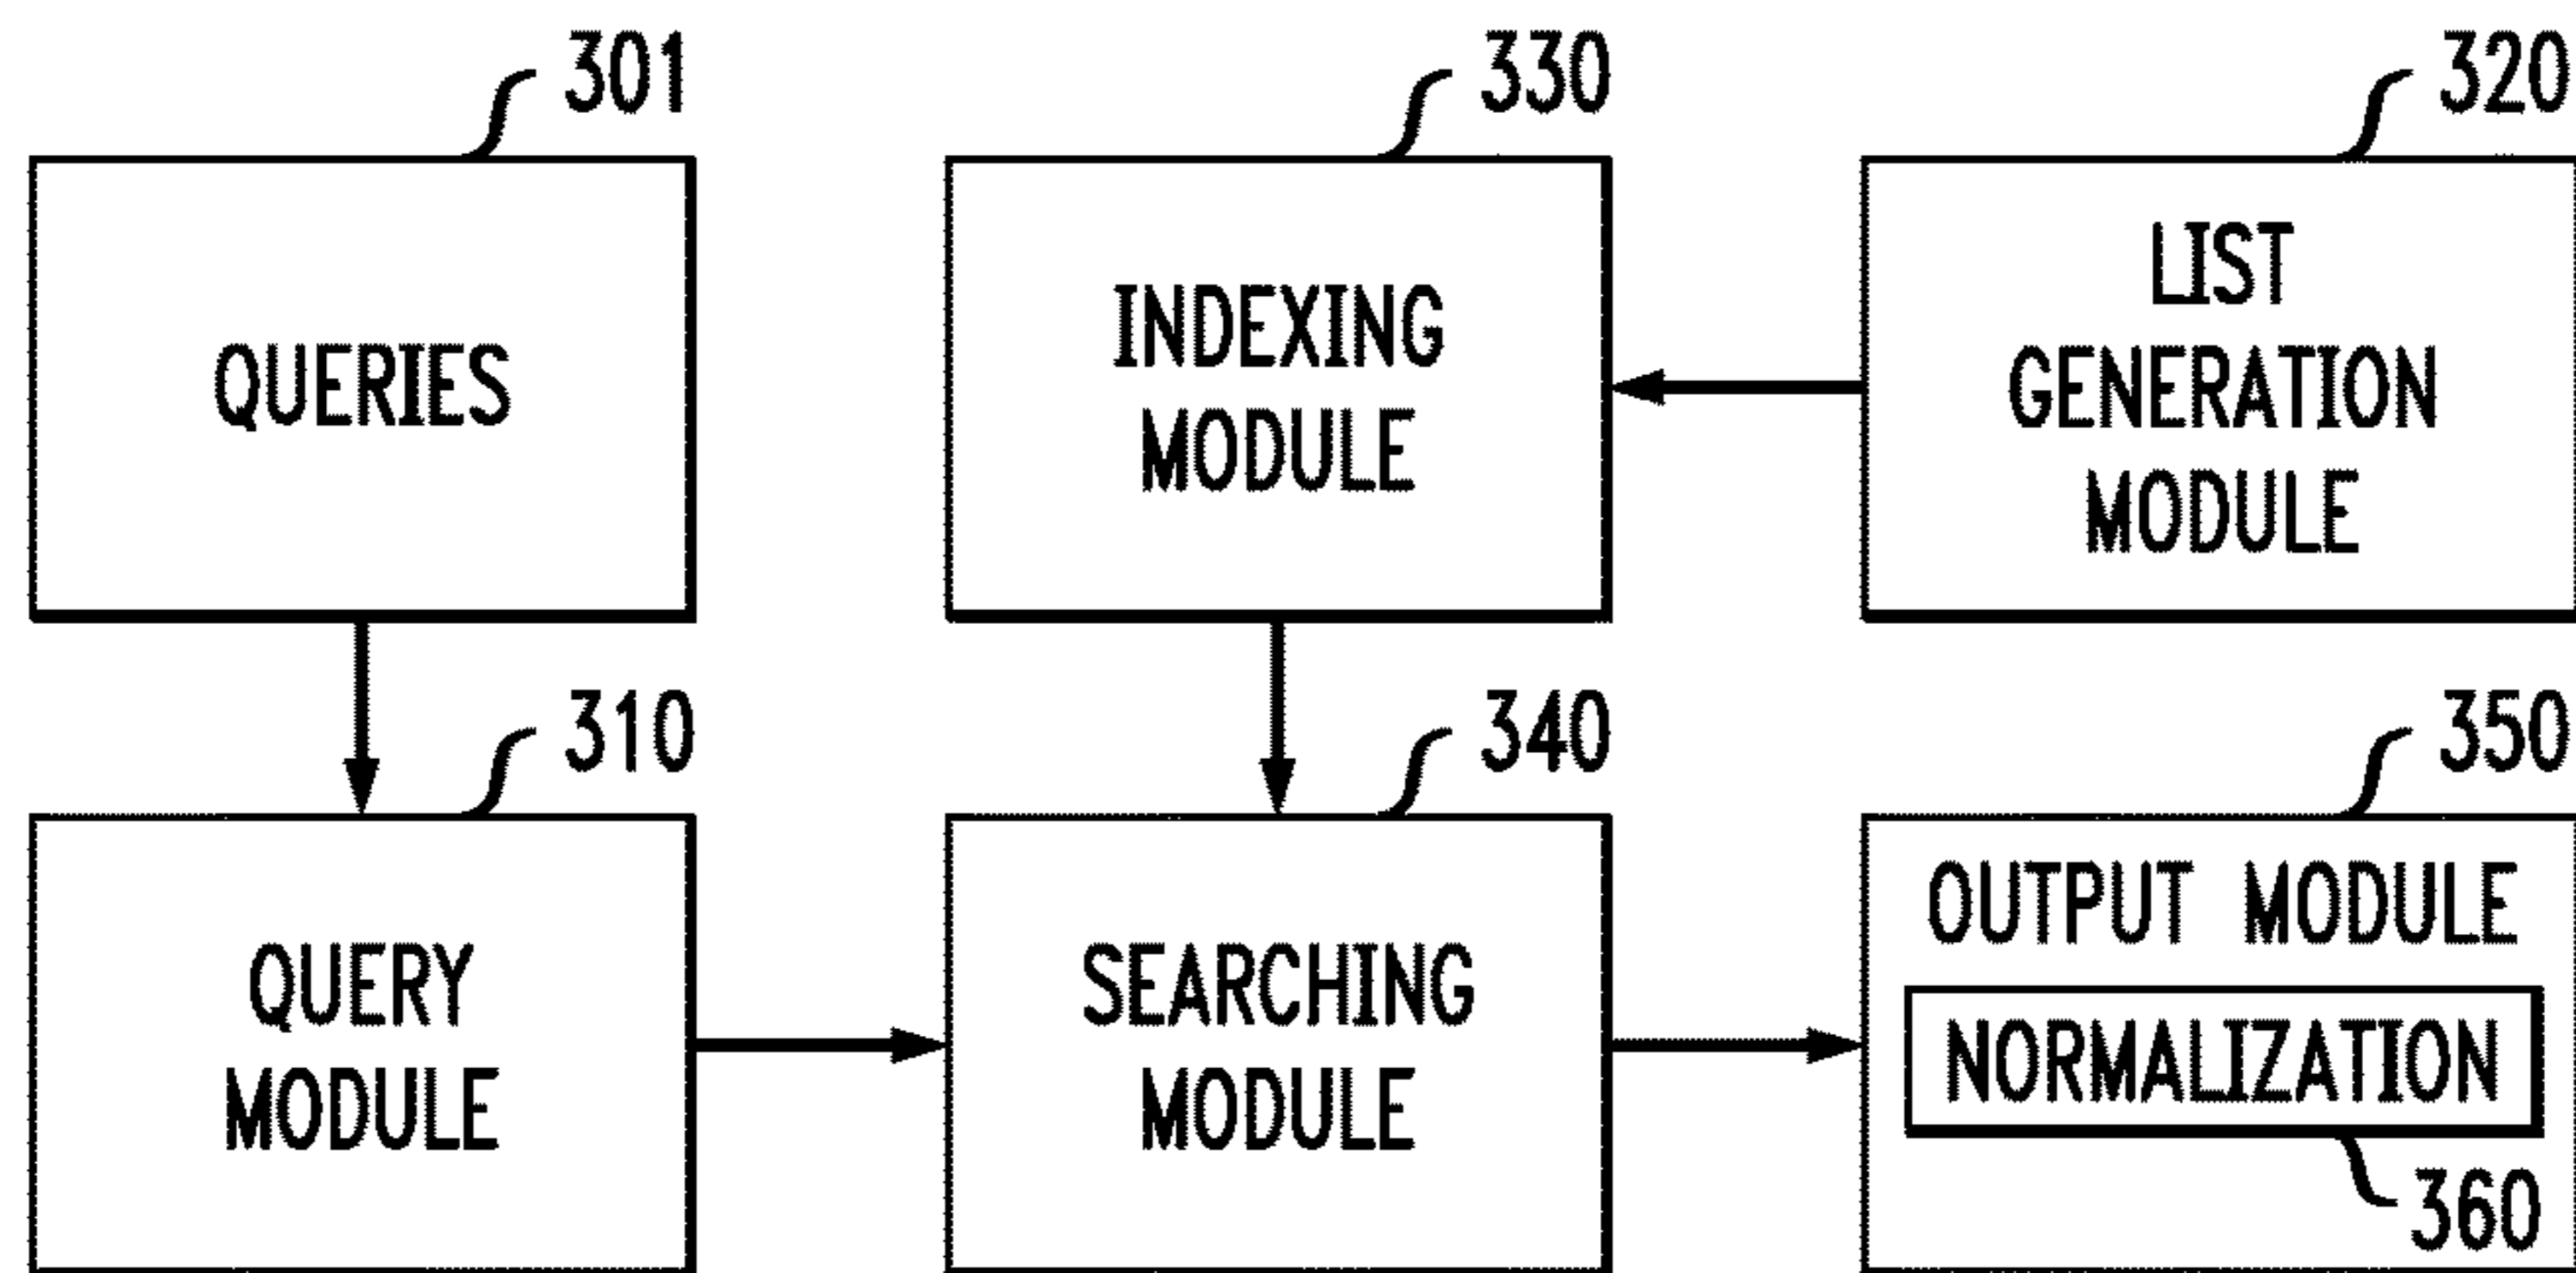 301
330
320
QUERIES
INDEXING
MODULE
LIST
GENERATION
MODULE
310
340
350
QUERY
MODULE
SEARCHING
MODULE
OUTPUT MODULE
NORMALIZATION
360